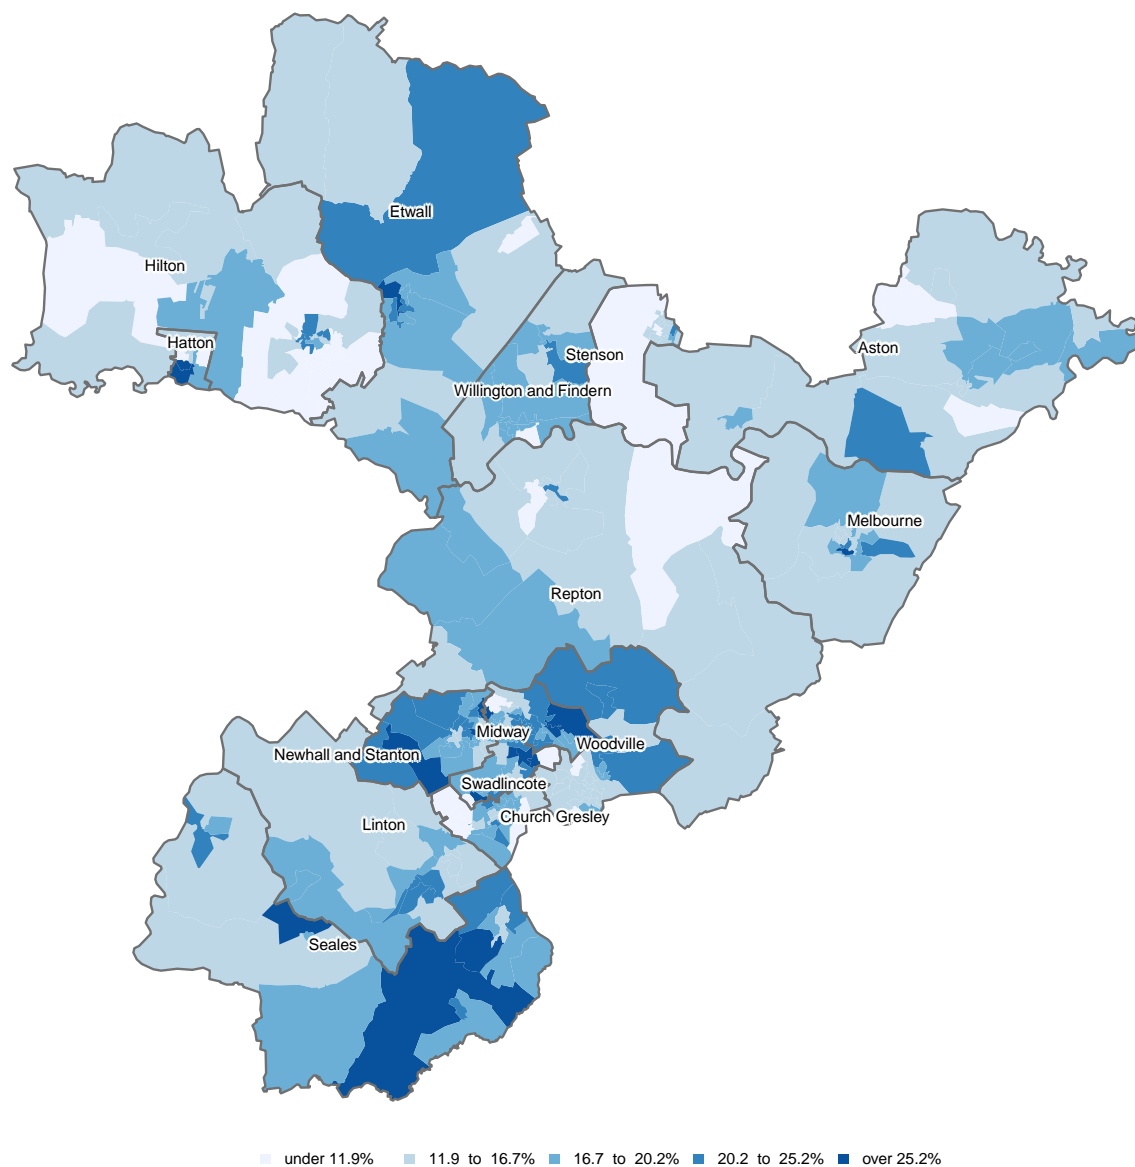 Etwall
Hilton
Hatton
Stenson
Aston
Willington and Findern
Melbourne
Repton
Midway
Woodville
Newhall and Stanton
Swadlincote
Church Gresley
Linton
Seales
under 11.9% 11.9 to 16.7% 16.7 to 20.2% 20.2 to 25.2% over 25.2%